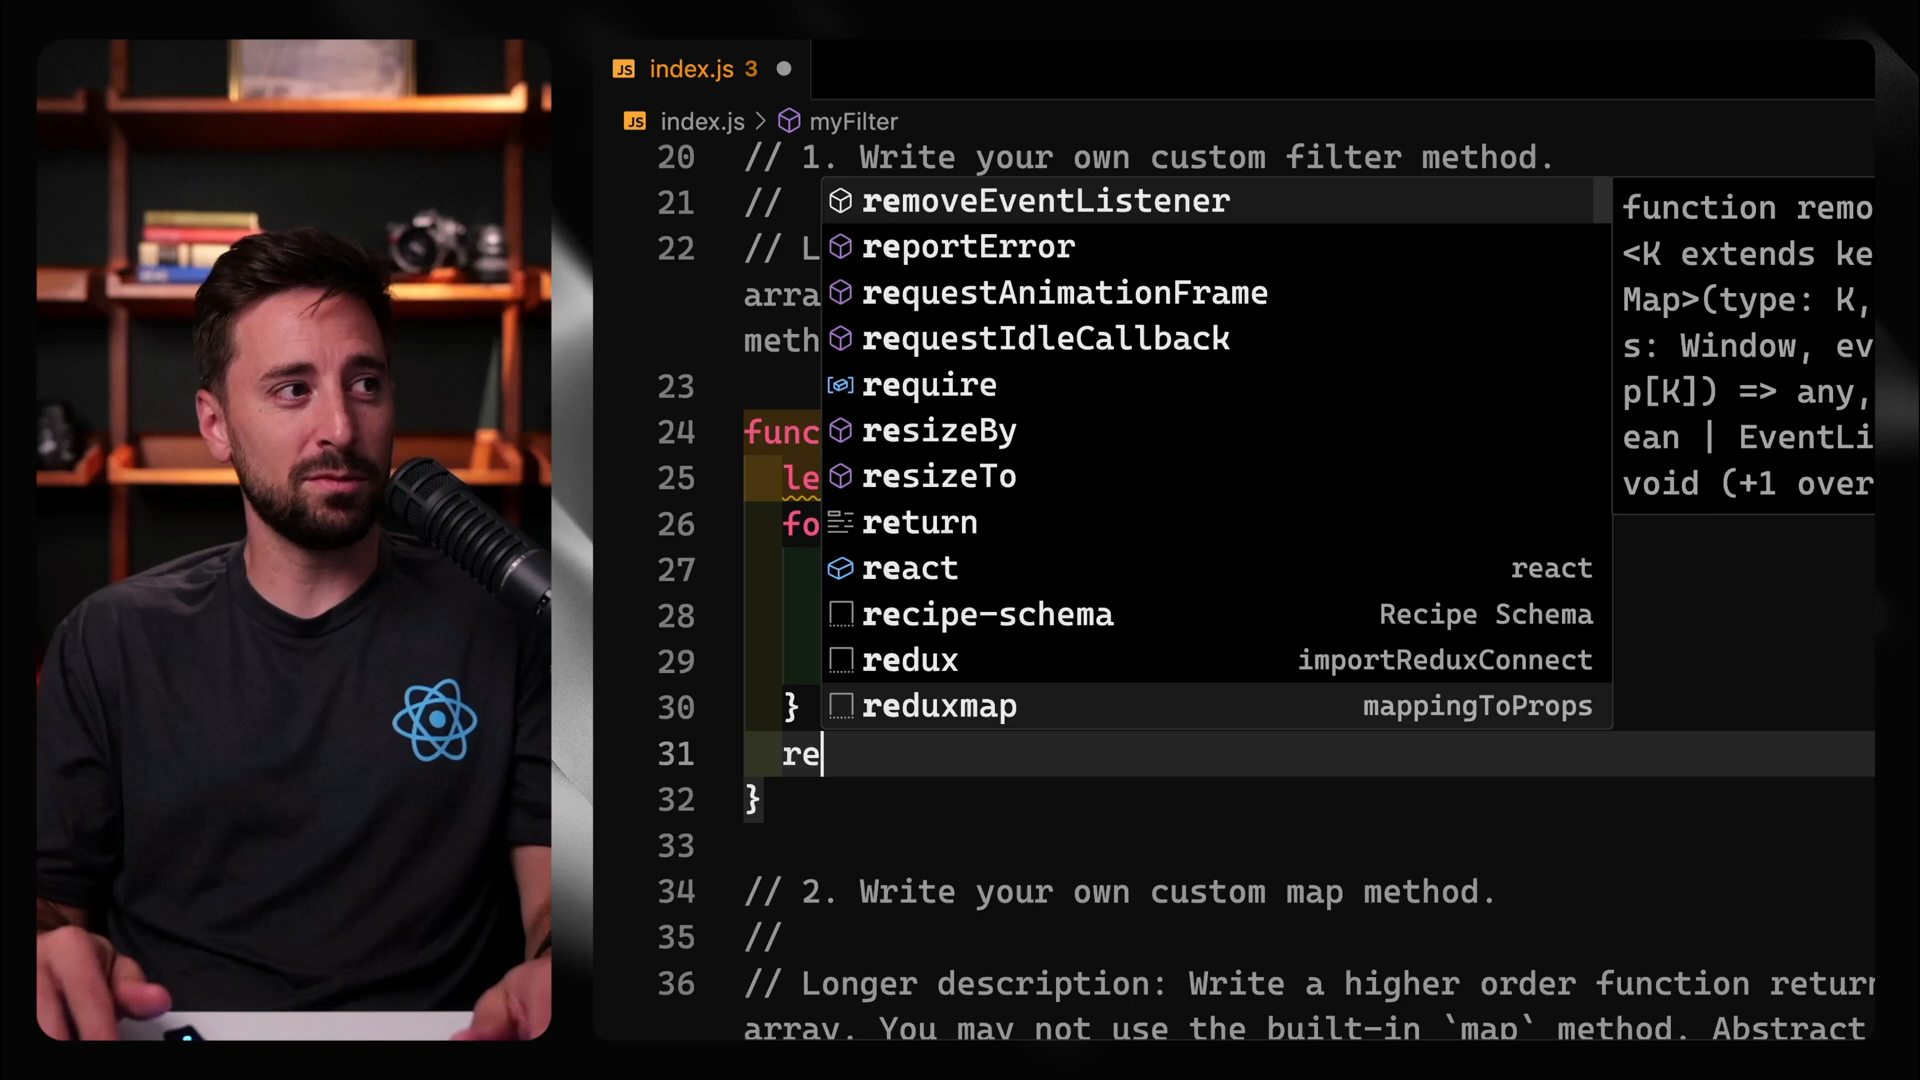 JS index.js 3
JS index.js > myFilter
20 // 1. Write your own custom filter method.
21 //
22 // L
arra
meth
23
24 func
25 le
26 fo
27
28
29
30 }
31 re
32 }
33
34 // 2. Write your own custom map method.
35 //
36 // Longer description: Write a higher order function return
array. You may not use the built-in `map` method. Abstract
removeEventListener
reportError
requestAnimationFrame
requestIdleCallback
require
resizeBy
resizeTo
return
react react
recipe-schema Recipe Schema
redux importReduxConnect
reduxmap mappingToProps
function remo
<K extends ke
Map>(type: K,
s: Window, ev
p[K]) => any,
ean | EventLi
void (+1 over